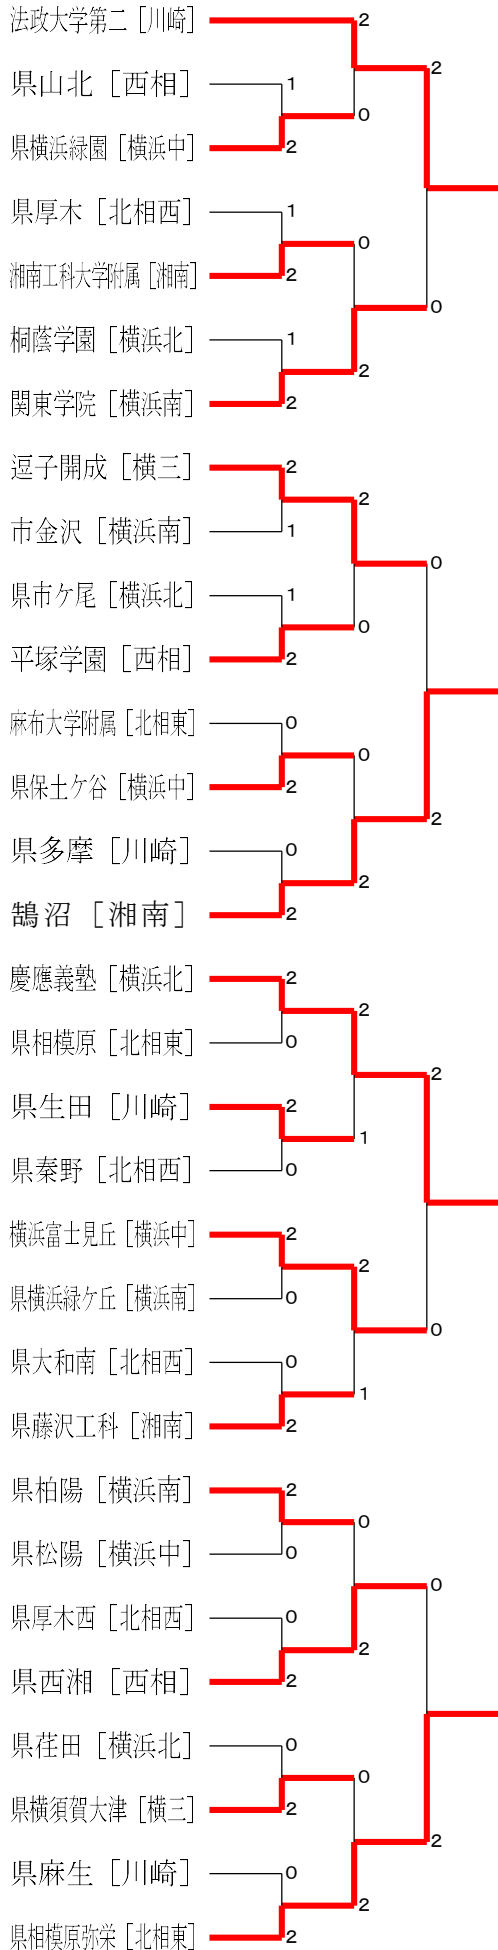 法政大学第二［川崎］
2
2
県山北［西相］
1
0
県横浜緑園［横浜中］
2
県厚木［北相西］
1
0
湘南工科大学附属［湘南］
2
0
桐蔭学園［横浜北］
1
2
関東学院［横浜南］
2
逗子開成［横三］
2
2
市金沢［横浜南］
1
0
県市ケ尾［横浜北］
1
0
平塚学園［西相］
2
麻布大学附属［北相東］
0
0
県保土ケ谷［横浜中］
2
2
県多摩［川崎］
0
2
鵠沼［湘南］
2
慶應義塾［横浜北］
2
2
県相模原［北相東］
0
2
県生田［川崎］
2
1
県秦野［北相西］
0
横浜富士見丘［横浜中］
2
2
県横浜緑ケ丘［横浜南］
0
0
県大和南［北相西］
0
1
県藤沢工科［湘南］
2
県柏陽［横浜南］
2
0
県松陽［横浜中］
0
0
県厚木西［北相西］
0
2
県西湘［西相］
2
県荏田［横浜北］
0
0
県横須賀大津［横三］
2
2
県麻生［川崎］
0
2
県相模原弥栄［北相東］
2